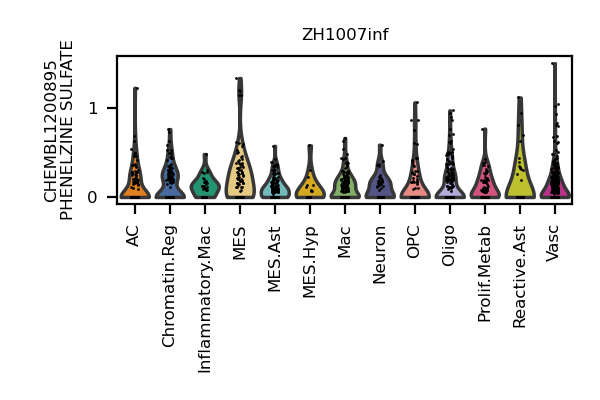 ZH1007inf
CHEMBL1200895
PHENELZINE SULFATE
1
0
AC
Chromatin.Reg
Inflammatory.Mac
MES
MES.Ast
MES.Hyp
Mac
Neuron
OPC
Oligo
Prolif.Metab
Reactive.Ast
Vasc